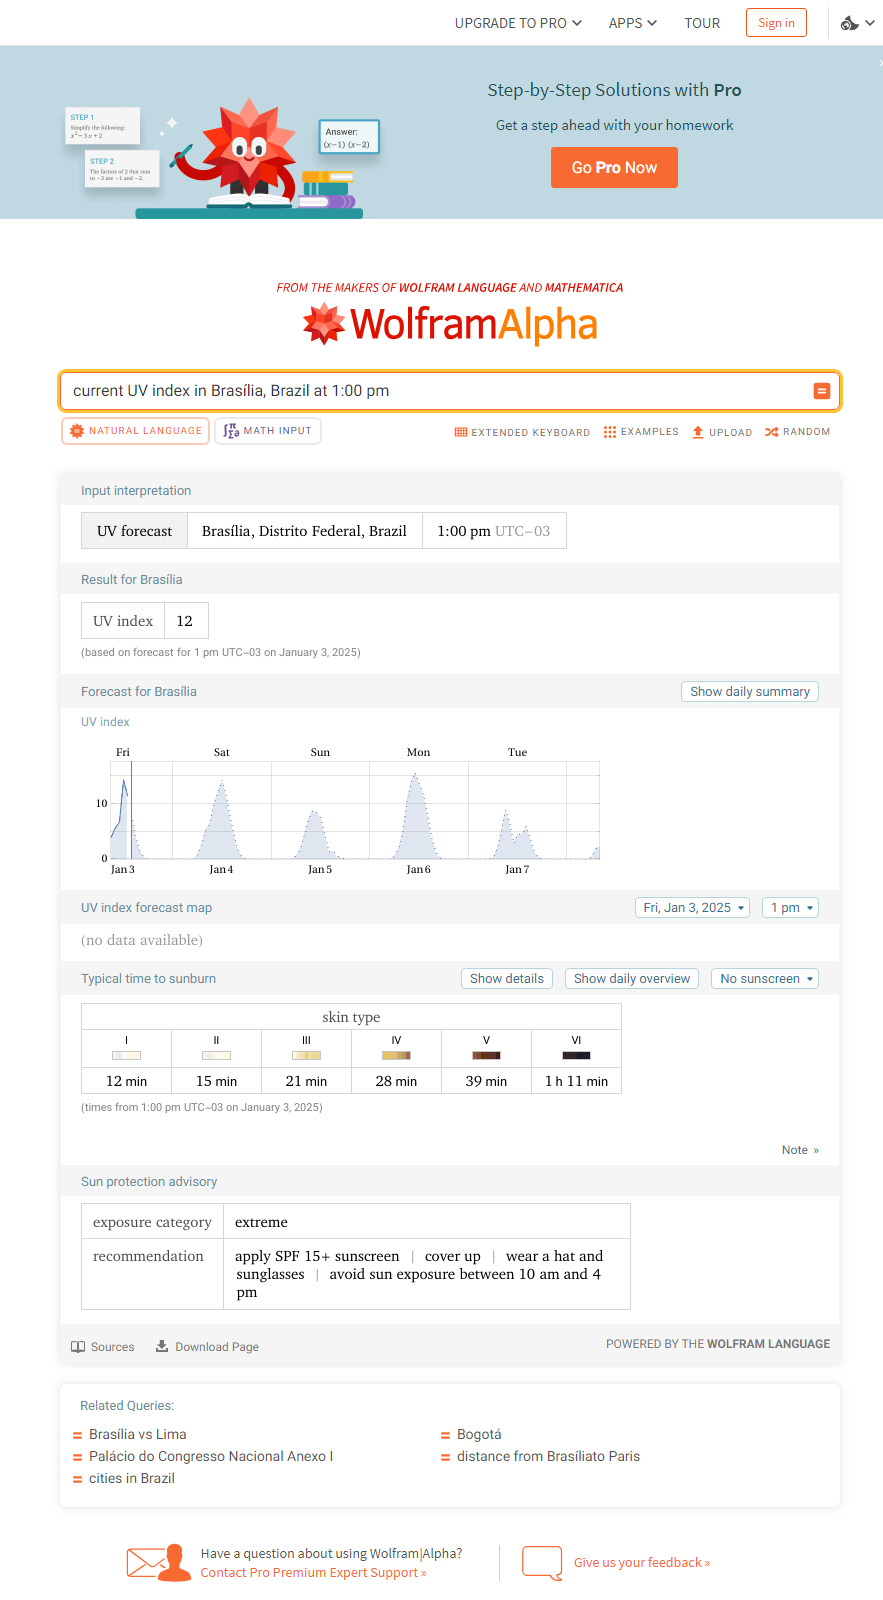 UPGRADE TO PRO APPS TOUR Sign in
Step-by-Step Solutions with Pro
Get a step ahead with your homework
Go Pro Now
STEP 1
Simplify the following:
x² − 3 x + 2
STEP 2
The factors of 2 that sum
to −3 are −1 and −2.
Answer:
(x−1) (x−2)
FROM THE MAKERS OF WOLFRAM LANGUAGE AND MATHEMATICA
WolframAlpha
current UV index in Brasília, Brazil at 1:00 pm
NATURAL LANGUAGE MATH INPUT EXTENDED KEYBOARD EXAMPLES UPLOAD RANDOM
Input interpretation
UV forecast Brasília, Distrito Federal, Brazil 1:00 pm UTC−03
Result for Brasília
UV index 12
(based on forecast for 1 pm UTC−03 on January 3, 2025)
Forecast for Brasília Show daily summary
UV index
Fri Sat Sun Mon Tue
10
0
Jan 3 Jan 4 Jan 5 Jan 6 Jan 7
UV index forecast map Fri, Jan 3, 2025 1 pm
(no data available)
Typical time to sunburn Show details Show daily overview No sunscreen
skin type
I II III IV V VI
12 min 15 min 21 min 28 min 39 min 1 h 11 min
(times from 1:00 pm UTC−03 on January 3, 2025)
Note »
Sun protection advisory
exposure category extreme
recommendation apply SPF 15+ sunscreen | cover up | wear a hat and
sunglasses | avoid sun exposure between 10 am and 4
pm
Sources Download Page POWERED BY THE WOLFRAM LANGUAGE
Related Queries:
Brasília vs Lima Bogotá
Palácio do Congresso Nacional Anexo I distance from Brasíliato Paris
cities in Brazil
Have a question about using Wolfram|Alpha?
Contact Pro Premium Expert Support »
Give us your feedback »